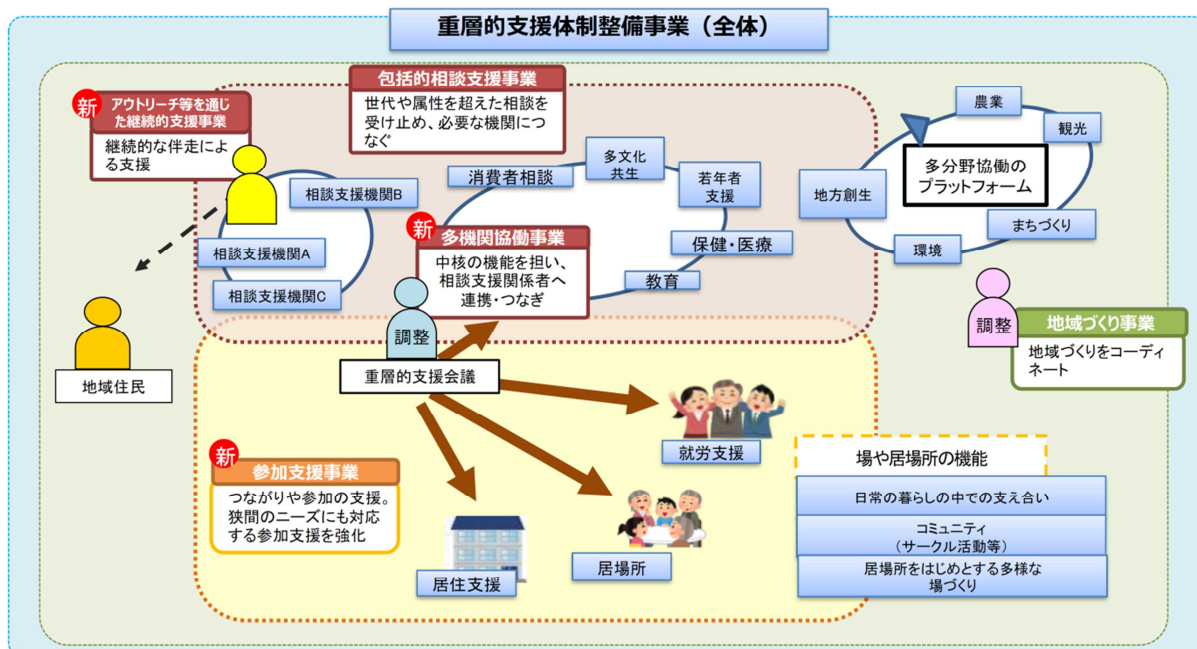 重層的支援体制整備事業（全体）
新
アウトリーチ等を通じ
た継続的支援事業
継続的な伴走によ
る支援
包括的相談支援事業
世代や属性を超えた相談を
受け止め、必要な機関につ
なぐ
相談支援機関B
相談支援機関A
相談支援機関C
消費者相談
多文化
共生
若年者
支援
保健・医療
教育
新
多機関協働事業
中核の機能を担い、
相談支援関係者へ
連携・つなぎ
調整
重層的支援会議
農業
観光
多分野協働の
プラットフォーム
地方創生
まちづくり
環境
調整
地域づくり事業
地域づくりをコーディ
ネート
地域住民
新
参加支援事業
つながりや参加の支援。
狭間のニーズにも対応
する参加支援を強化
就労支援
居場所
居住支援
場や居場所の機能
日常の暮らしの中での支え合い
コミュニティ
（サークル活動等）
居場所をはじめとする多様な
場づくり